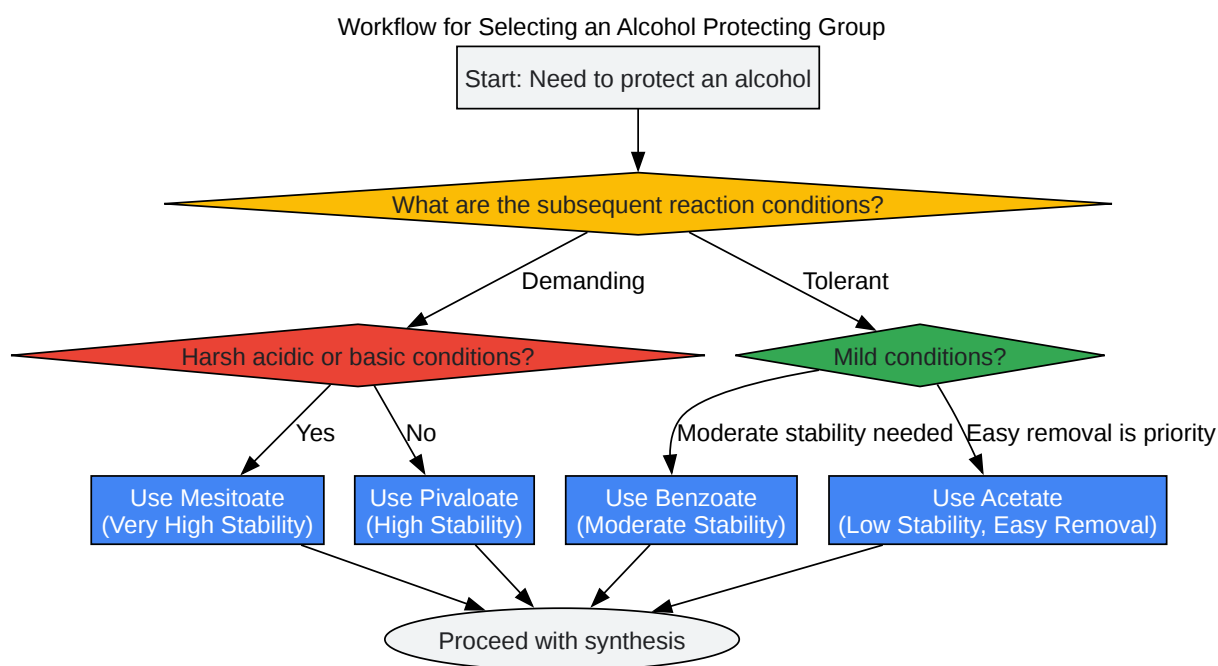 Workflow for Selecting an Alcohol Protecting Group
Start: Need to protect an alcohol
What are the subsequent reaction conditions?
Demanding
Tolerant
Harsh acidic or basic conditions?
Mild conditions?
Yes
No
Moderate stability needed
Easy removal is priority
Use Mesitoate
(Very High Stability)
Use Pivaloate
(High Stability)
Use Benzoate
(Moderate Stability)
Use Acetate
(Low Stability, Easy Removal)
Proceed with synthesis